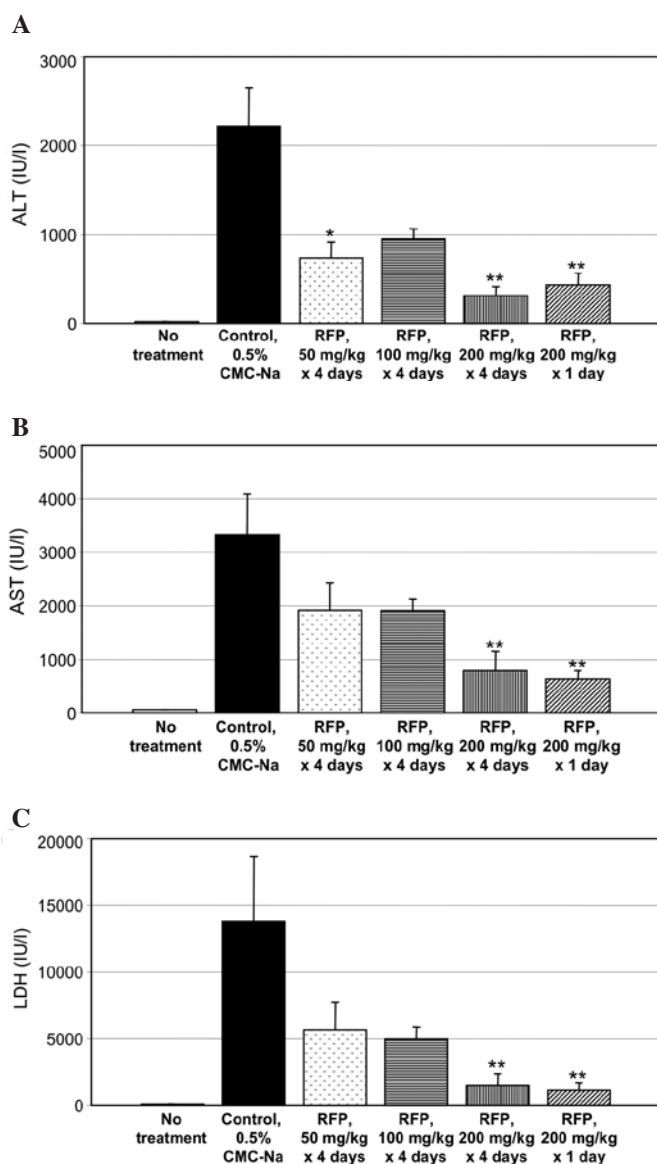 A
3000
2000
1000
0
ALT (IU/l)
*
**
**
No treatment
Control, 0.5% CMC-Na
RFP, 50 mg/kg x 4 days
RFP, 100 mg/kg x 4 days
RFP, 200 mg/kg x 4 days
RFP, 200 mg/kg x 1 day
B
5000
4000
3000
2000
1000
0
AST (IU/l)
**
**
No treatment
Control, 0.5% CMC-Na
RFP, 50 mg/kg x 4 days
RFP, 100 mg/kg x 4 days
RFP, 200 mg/kg x 4 days
RFP, 200 mg/kg x 1 day
C
20000
15000
10000
5000
0
LDH (IU/l)
**
**
No treatment
Control, 0.5% CMC-Na
RFP, 50 mg/kg x 4 days
RFP, 100 mg/kg x 4 days
RFP, 200 mg/kg x 4 days
RFP, 200 mg/kg x 1 day